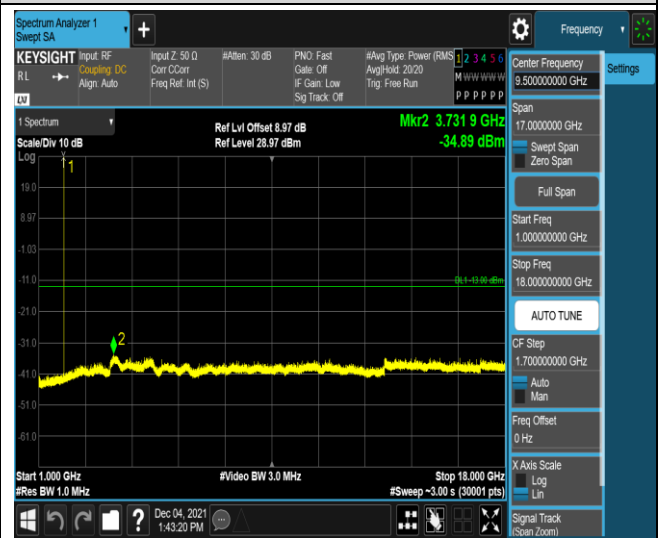 Spectrum Analyzer 1
Swept SA
Frequency
KEYSIGHT
RL
LXI
Input: RF
Coupling: DC
Align: Auto
Input Z: 50 Ω
Corr CCorr
Freq Ref: Int (S)
#Atten: 30 dB
PNO: Fast
Gate: Off
IF Gain: Low
Sig Track: Off
#Avg Type: Power (RMS
Avg|Hold: 20/20
Trig: Free Run
1 2 3 4 5 6
M W W W W W
P P P P P P
1 Spectrum
Scale/Div 10 dB
Log
Ref Lvl Offset 8.97 dB
Ref Level 28.97 dBm
Mkr2 3.731 9 GHz
-34.89 dBm
1
19.0
8.97
-1.03
-11.0
DL1 -13.00 dBm
-21.0
-31.0
2
-41.0
-51.0
-61.0
Start 1.000 GHz
#Res BW 1.0 MHz
#Video BW 3.0 MHz
Stop 18.000 GHz
#Sweep ~3.00 s (30001 pts)
Dec 04, 2021
1:43:20 PM
Center Frequency
9.500000000 GHz
Settings
Span
17.0000000 GHz
Swept Span
Zero Span
Full Span
Start Freq
1.000000000 GHz
Stop Freq
18.000000000 GHz
AUTO TUNE
CF Step
1.700000000 GHz
Auto
Man
Freq Offset
0 Hz
X Axis Scale
Log
Lin
Signal Track
(Span Zoom)